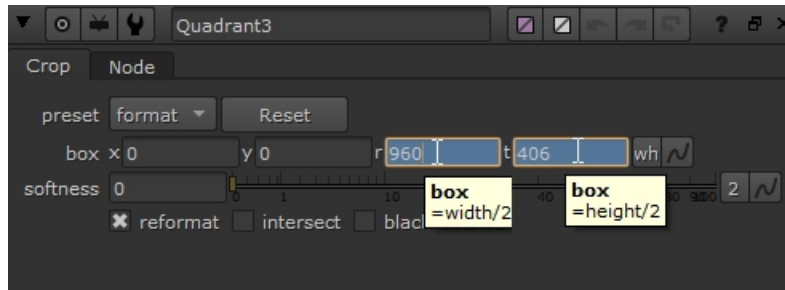 Quadrant3 ?
Crop Node
preset format Reset
box x 0 y 0 r 960 t 406 wh
softness 0 0 1 10 40 2
box
=width/2
box
=height/2
reformat intersect blac